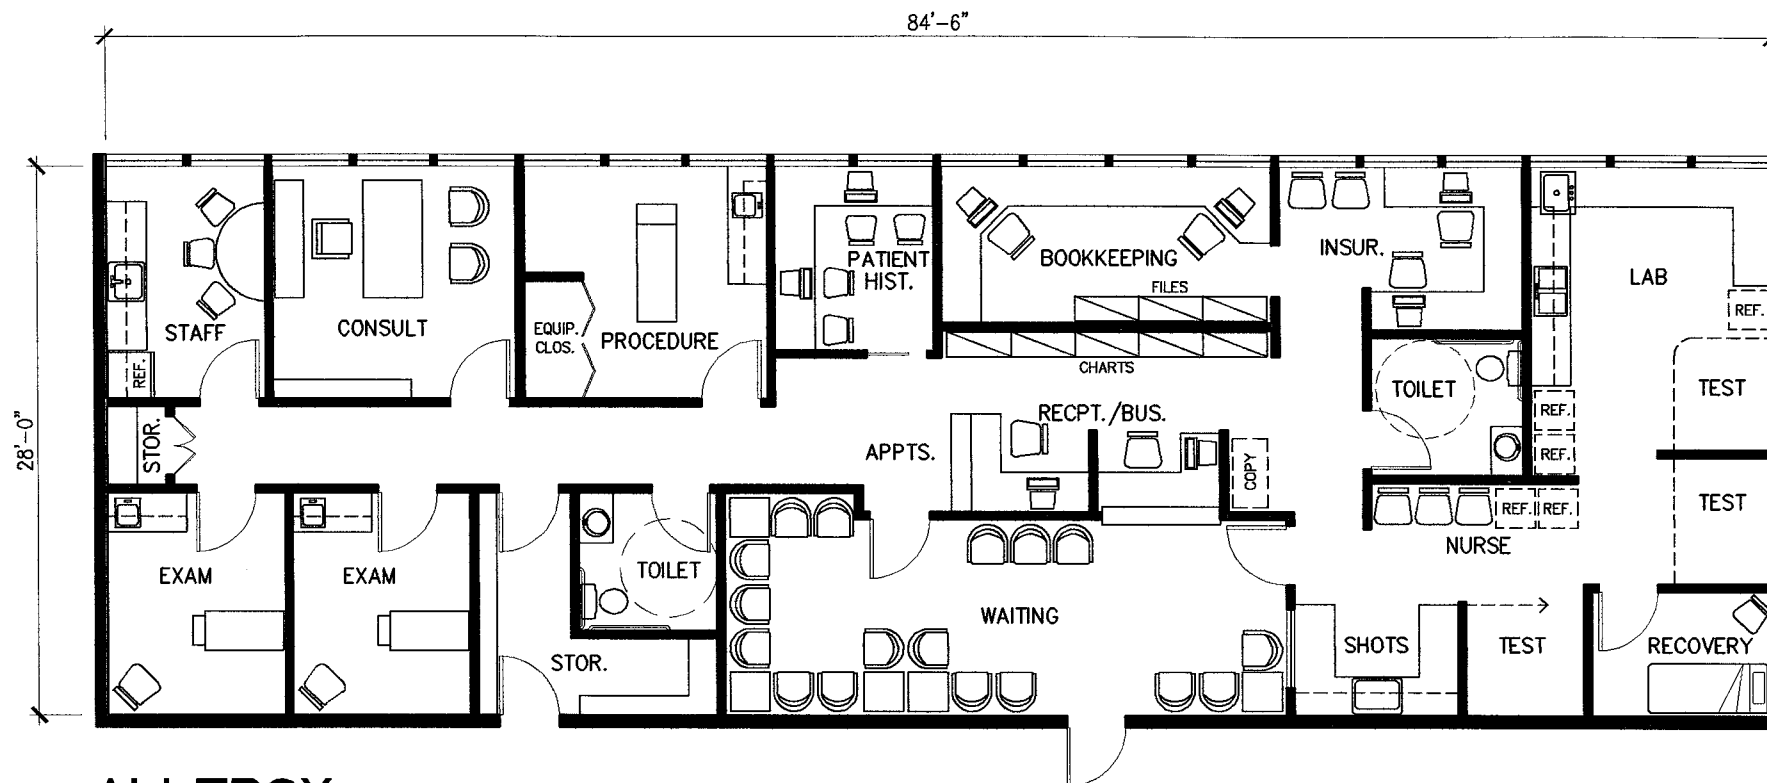 84'-6"
28'-0"
STAFF
REF.
CONSULT
EQUIP.
CLOS.
PROCEDURE
PATIENT
HIST.
BOOKKEEPING
FILES
INSUR.
LAB
REF.
CHARTS
TOILET
TEST
STOR.
APPTS.
RECPT./BUS.
COPY
REF.
REF.
TEST
REF.
REF.
NURSE
EXAM
EXAM
TOILET
WAITING
STOR.
SHOTS
TEST
RECOVERY